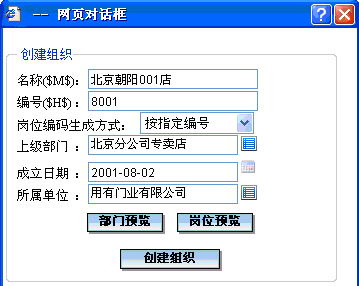 -- 网页对话框
创建组织
名称($M$)： 北京朝阳001店
编号($H$)： 8001
岗位编码生成方式： 按指定编号
上级部门： 北京分公司专卖店
成立日期： 2001-08-02
所属单位： 用有门业有限公司
部门预览 岗位预览
创建组织